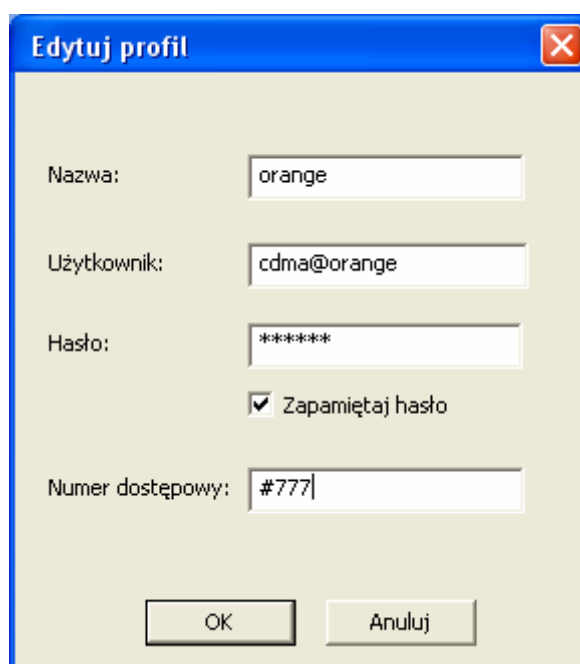 Edytuj profil
Nazwa: orange
Użytkownik: cdma@orange
Hasło: ******
Zapamiętaj hasło
Numer dostępowy: #777
OK Anuluj